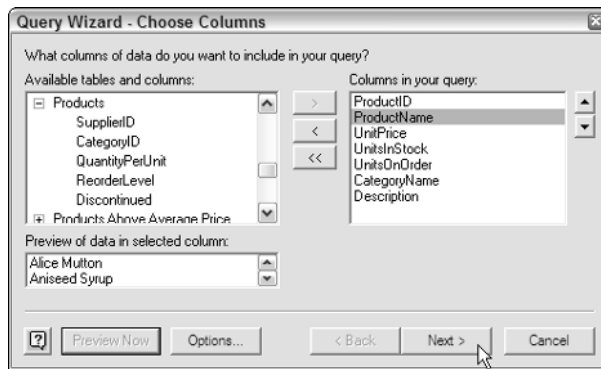 Query Wizard - Choose Columns
What columns of data do you want to include in your query?
Available tables and columns:
Products
SupplierID
CategoryID
QuantityPerUnit
ReorderLevel
Discontinued
Products Above Average Price
>
<
<<
Columns in your query:
ProductID
ProductName
UnitPrice
UnitsInStock
UnitsOnOrder
CategoryName
Description
Preview of data in selected column:
Alice Mutton
Aniseed Syrup
Preview Now
Options...
< Back
Next >
Cancel